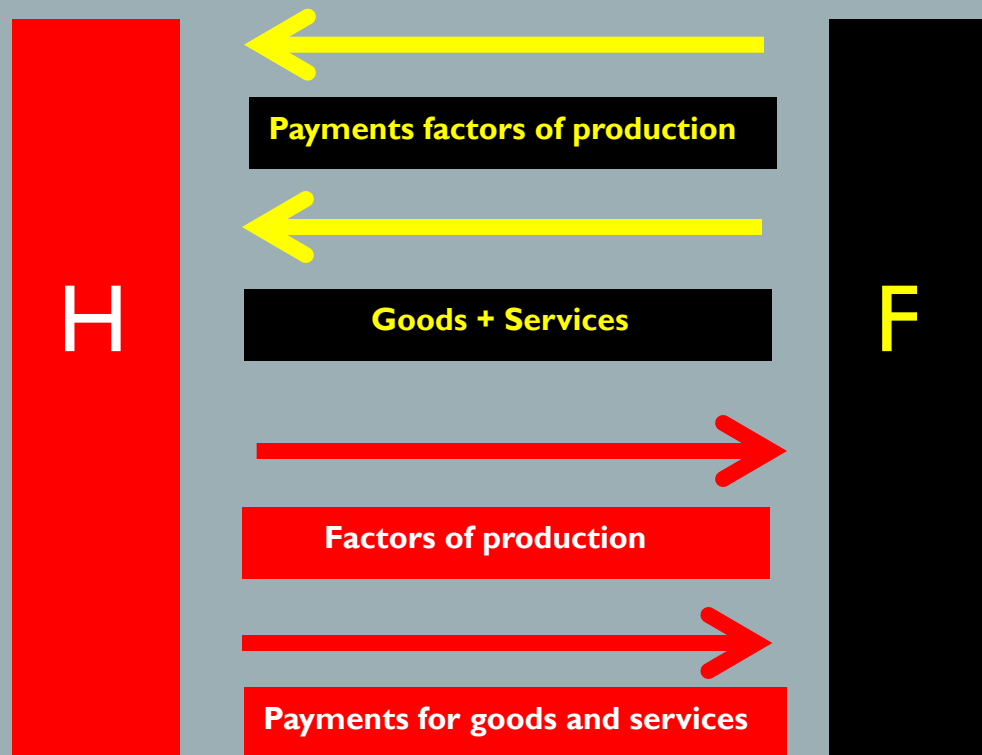 Payments factors of production
Goods + Services
H
F
Factors of production
Payments for goods and services